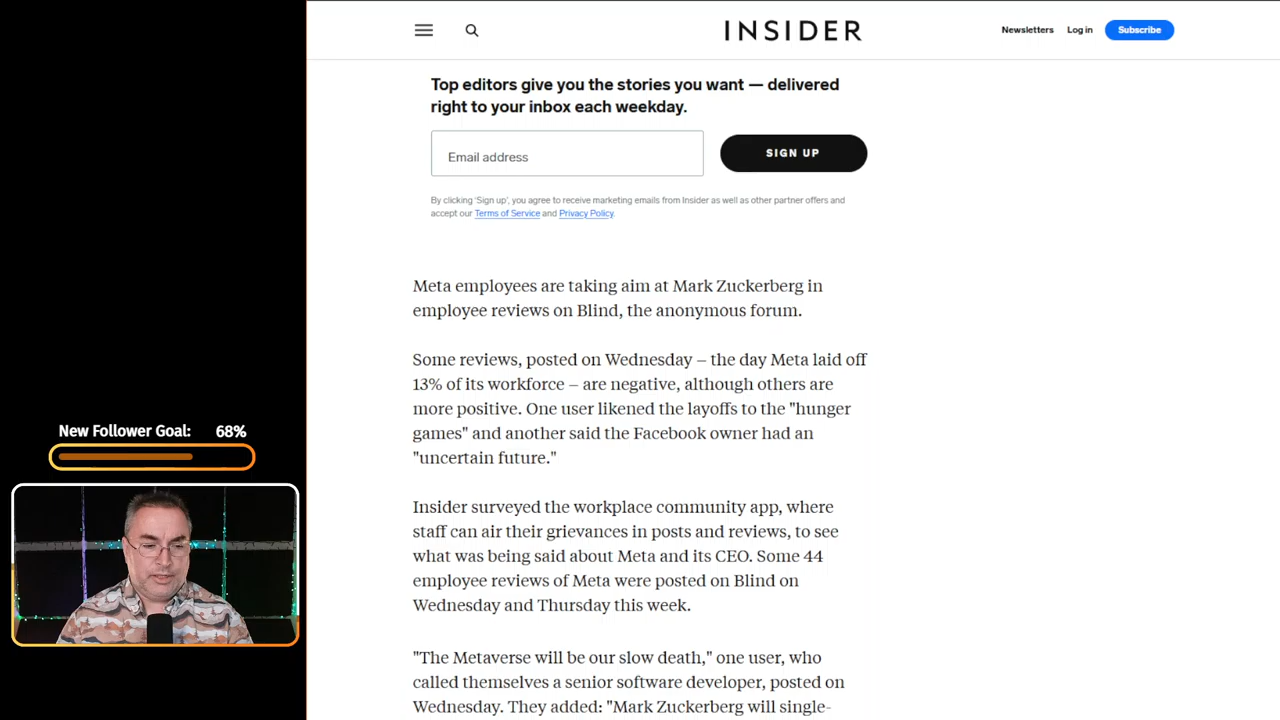 INSIDER
Newsletters
Log in
Subscribe
Top editors give you the stories you want — delivered
right to your inbox each weekday.
Email address
SIGN UP
By clicking 'Sign up', you agree to receive marketing emails from Insider as well as other partner offers and
accept our Terms of Service and Privacy Policy.
Meta employees are taking aim at Mark Zuckerberg in
employee reviews on Blind, the anonymous forum.
Some reviews, posted on Wednesday – the day Meta laid off
13% of its workforce – are negative, although others are
more positive. One user likened the layoffs to the "hunger
games" and another said the Facebook owner had an
"uncertain future."
Insider surveyed the workplace community app, where
staff can air their grievances in posts and reviews, to see
what was being said about Meta and its CEO. Some 44
employee reviews of Meta were posted on Blind on
Wednesday and Thursday this week.
"The Metaverse will be our slow death," one user, who
called themselves a senior software developer, posted on
Wednesday. They added: "Mark Zuckerberg will single-
New Follower Goal: 68%